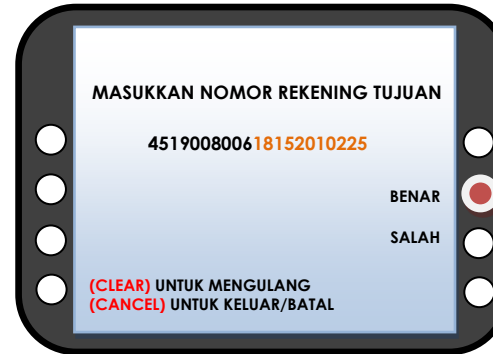 MASUKKAN NOMOR REKENING TUJUAN
451900800618152010225
BENAR
SALAH
(CLEAR) UNTUK MENGULANG
(CANCEL) UNTUK KELUAR/BATAL